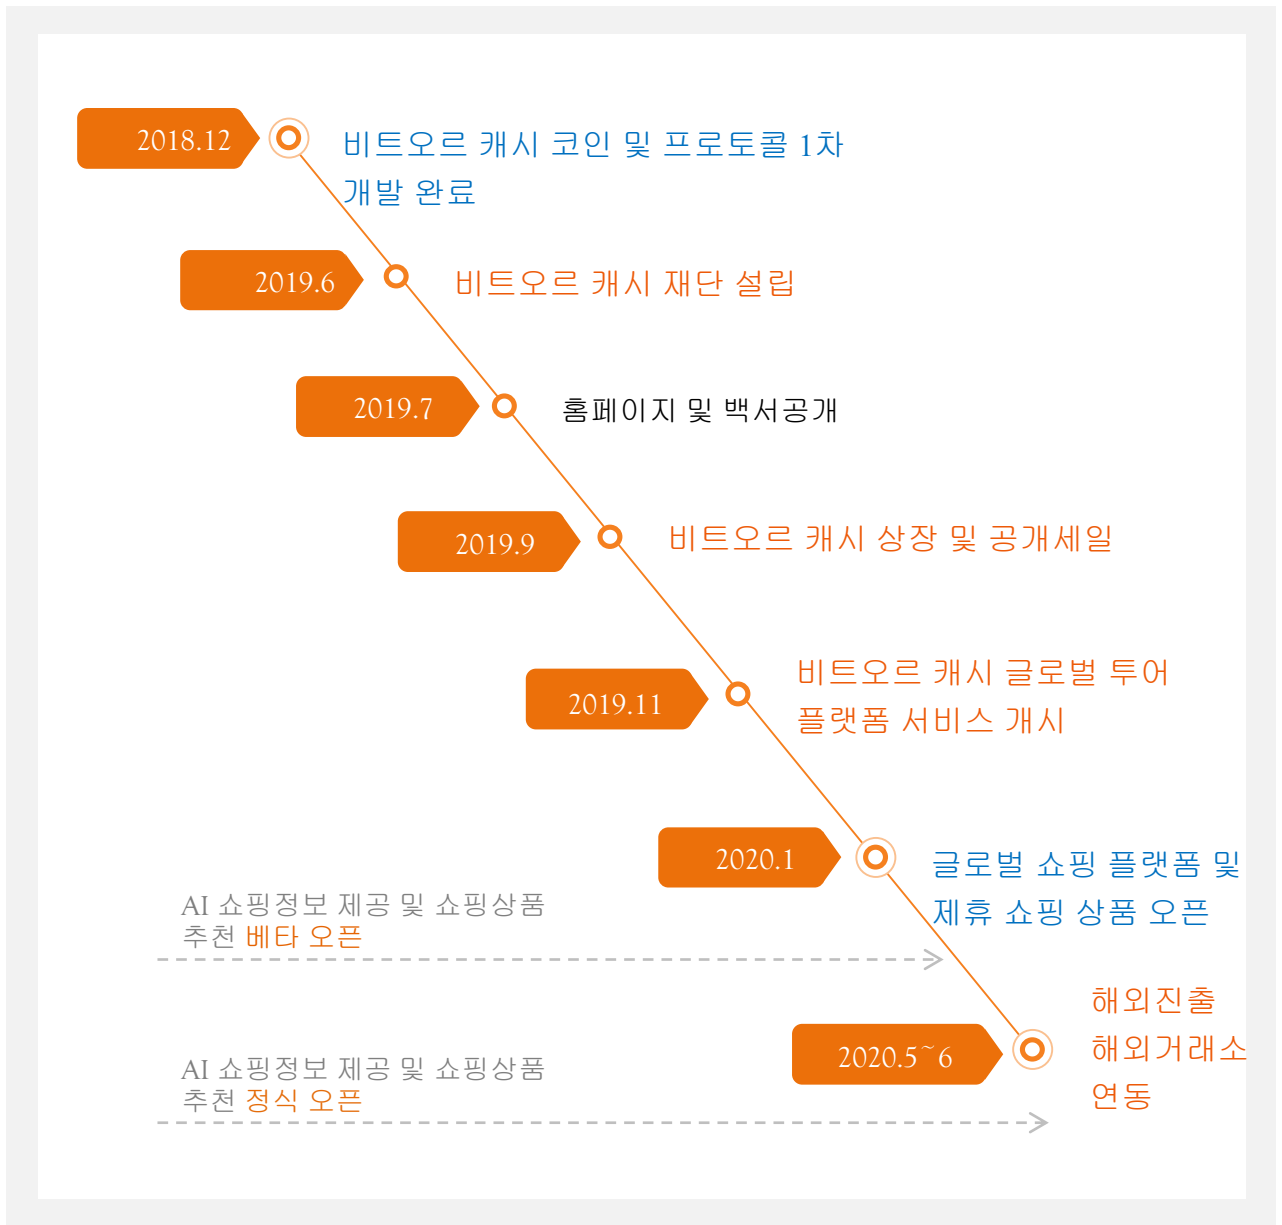 2018.12
비트오르 캐시 코인 및 프로토콜 1차
개발 완료
2019.6
비트오르 캐시 재단 설립
2019.7
홈페이지 및 백서공개
2019.9
비트오르 캐시 상장 및 공개세일
2019.11
비트오르 캐시 글로벌 투어
플랫폼 서비스 개시
2020.1
글로벌 쇼핑 플랫폼 및
제휴 쇼핑 상품 오픈
AI 쇼핑정보 제공 및 쇼핑상품
추천 베타 오픈
2020.5~6
해외진출
해외거래소
연동
AI 쇼핑정보 제공 및 쇼핑상품
추천 정식 오픈